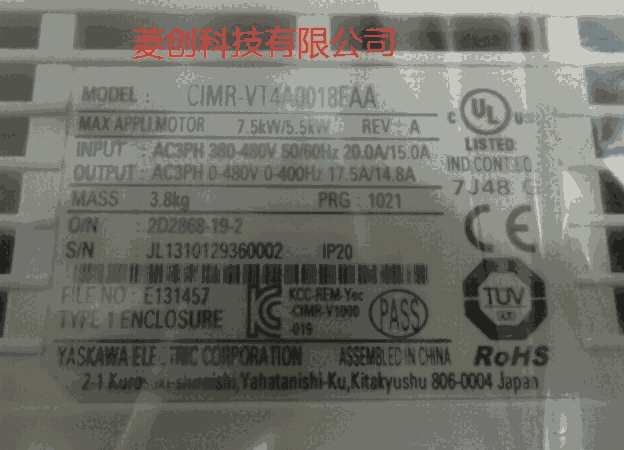 菱创科技有限公司
MODEL : CIMR-VT4A0018FAA
MAX APPLI.MOTOR 7.5kW/5.5kW REV : A
INPUT : AC3PH 380-480V 50/60Hz 20.0A/15.0A
OUTPUT : AC3PH 0-480V 0-400Hz 17.5A/14.8A
MASS 3.8kg PRG : 1021
O/N : 2D2868-19-2
S/N JL1310129360002 IP20
FILE NO : E131457
TYPE 1 ENCLOSURE
KCC-REM-Yec
-CIMR-V1000
-019
PASS
C UL US
LISTED
IND.CONT.EQ.
7J48
CE
TUV
RoHS
YASKAWA ELECTRIC CORPORATION ASSEMBLED IN CHINA
2-1 Yahatanishi-Ku,Kitakyushu 806-0004 Japan